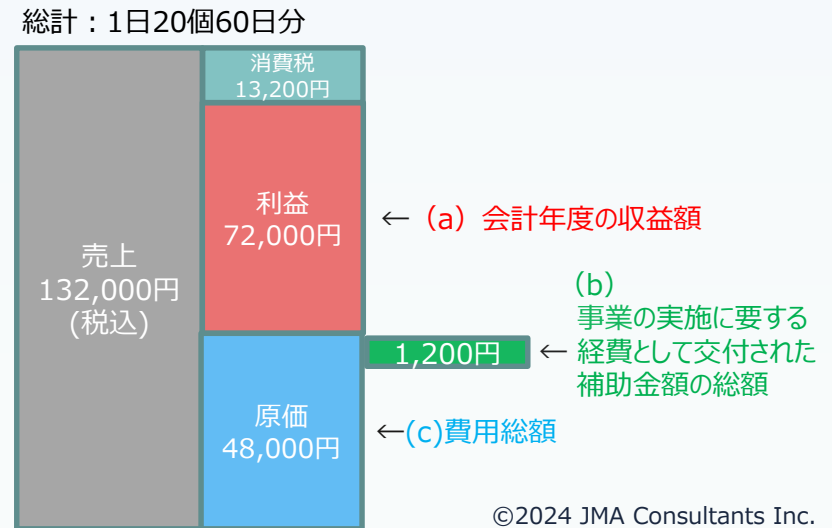 総計：1日20個60日分
消費税
13,200円
利益
72,000円
←（a）会計年度の収益額
売上
132,000円
(税込)
（b）
事業の実施に要する
1,200円 ← 経費として交付された
補助金額の総額
原価
48,000円
←(c)費用総額
©2024 JMA Consultants Inc.